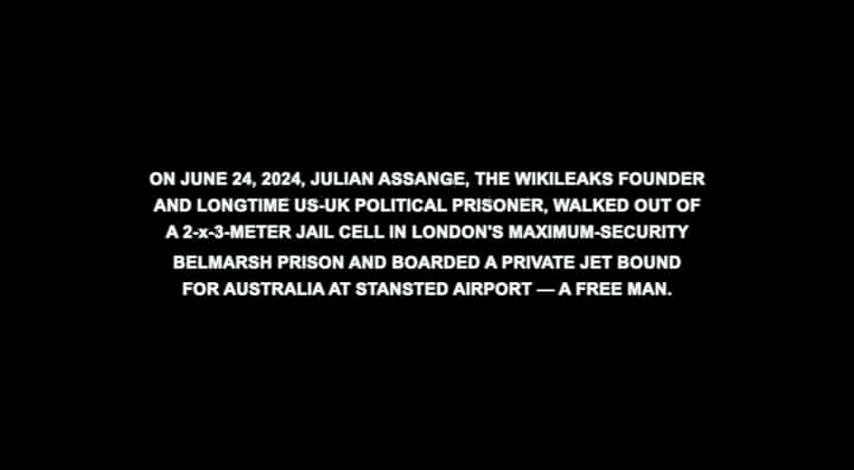 ON JUNE 24, 2024, JULIAN ASSANGE, THE WIKILEAKS FOUNDER
AND LONGTIME US-UK POLITICAL PRISONER, WALKED OUT OF
A 2-x-3-METER JAIL CELL IN LONDON'S MAXIMUM-SECURITY
BELMARSH PRISON AND BOARDED A PRIVATE JET BOUND
FOR AUSTRALIA AT STANSTED AIRPORT — A FREE MAN.